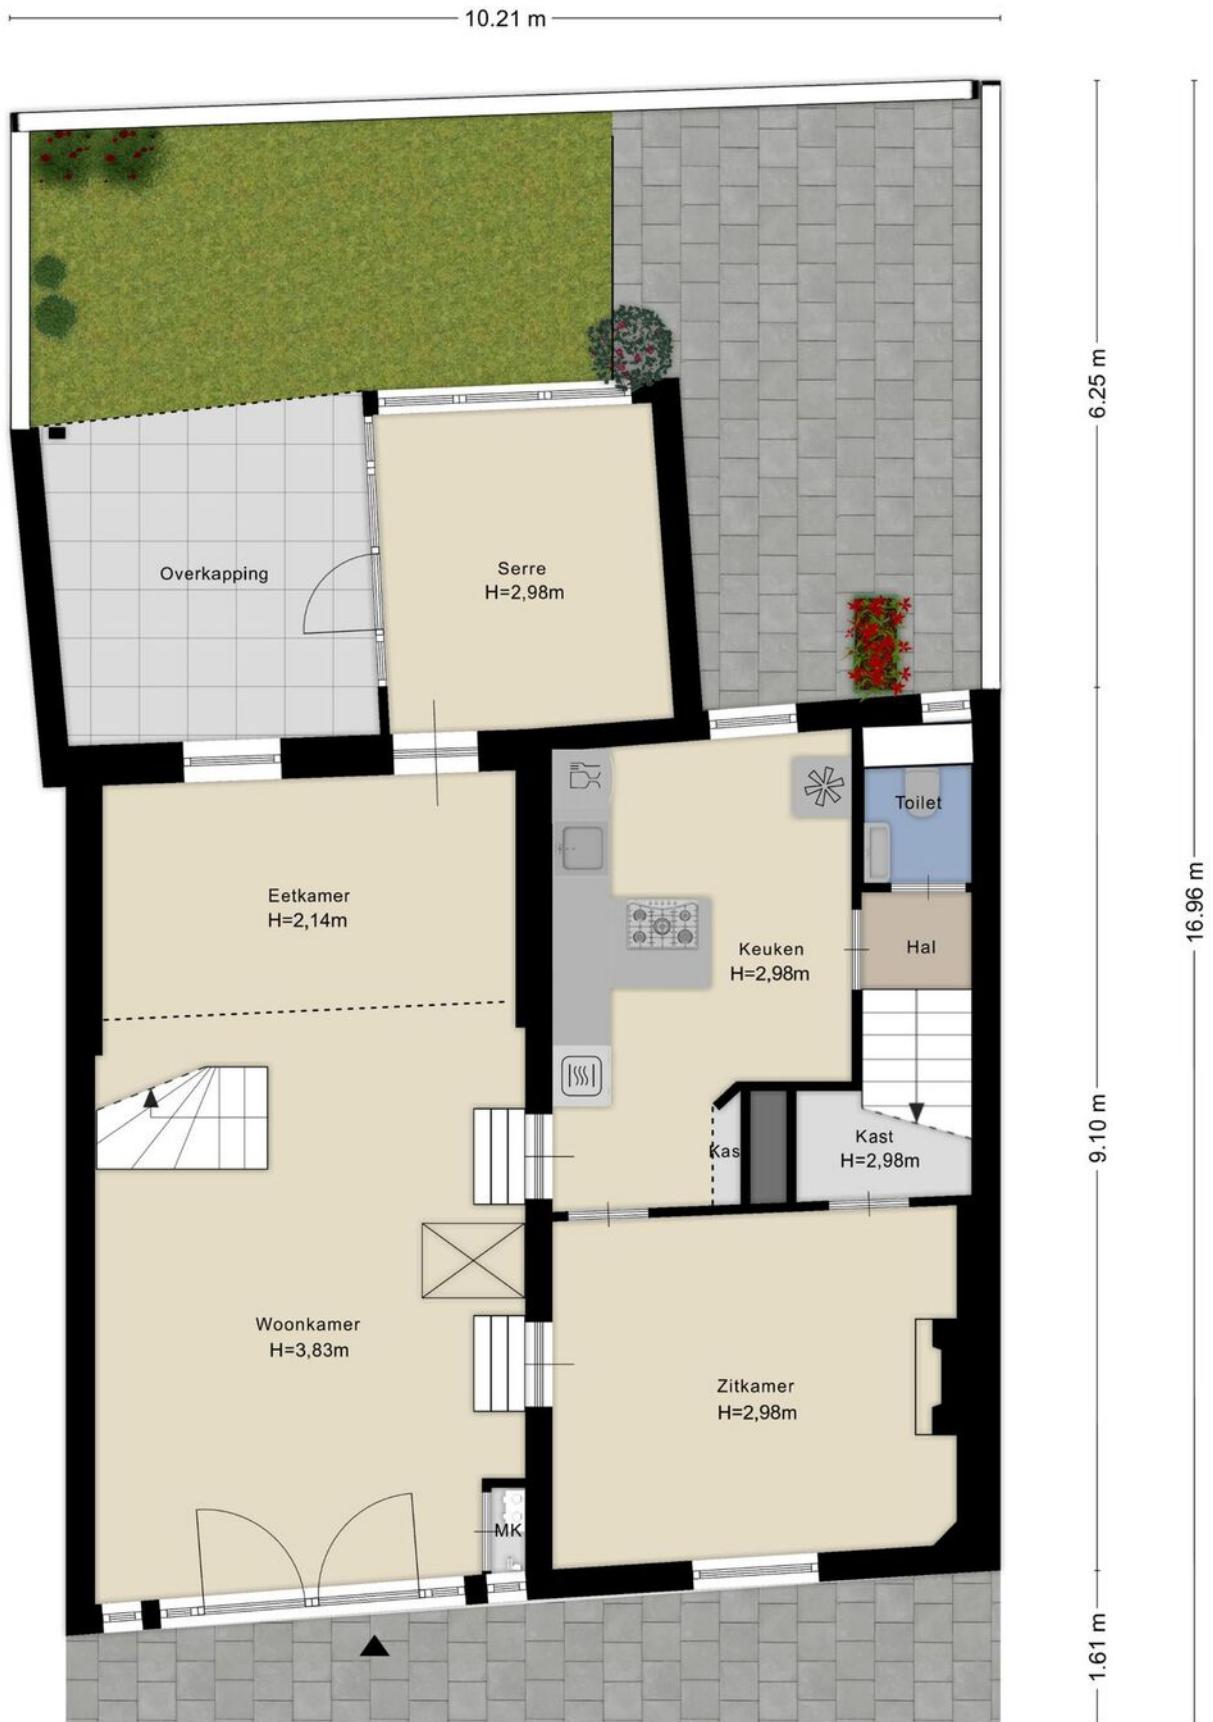 10.21 m
6.25 m
16.96 m
Overkapping
Serre
H=2,98m
Toilet
Eetkamer
H=2,14m
Keuken
H=2,98m
Hal
9.10 m
Kas
Kast
H=2,98m
Woonkamer
H=3,83m
Zitkamer
H=2,98m
MK
1.61 m